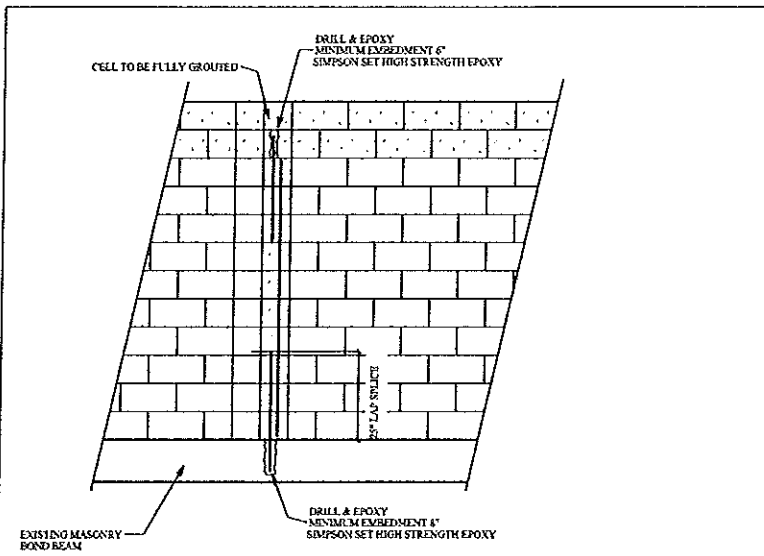 DRILL & EPOXY
MINIMUM EMBEDMENT 6"
SIMPSON SET HIGH STRENGTH EPOXY
CELL TO BE FULLY GROUTED
25" LAP SPLICE
DRILL & EPOXY
MINIMUM EMBEDMENT 6"
SIMPSON SET HIGH STRENGTH EPOXY
EXISTING MASONRY
BOND BEAM